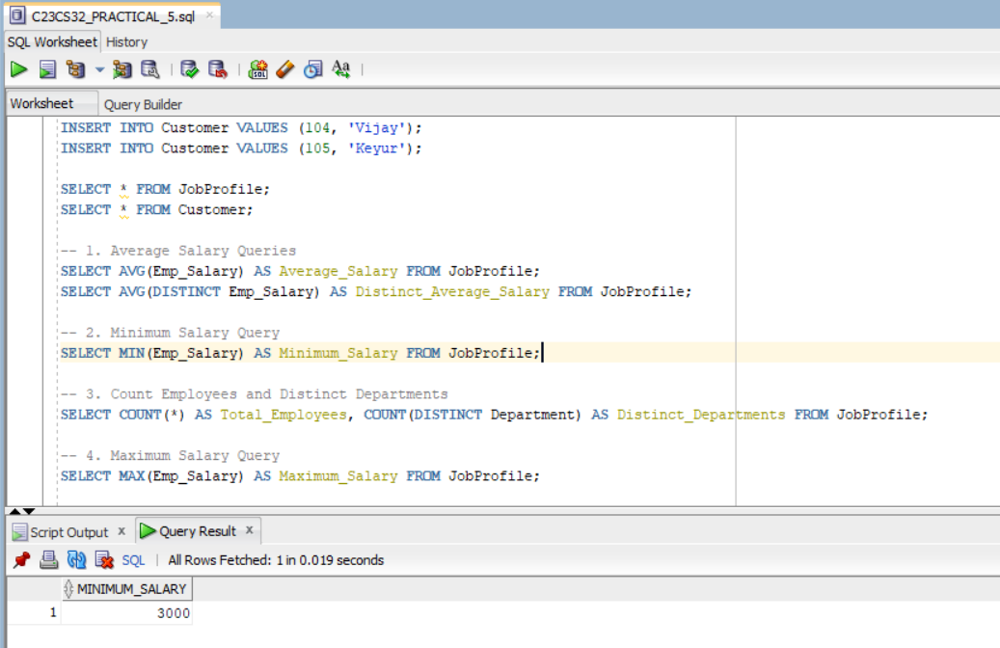 C23CS32_PRACTICAL_5.sql ×
SQL Worksheet History
Worksheet Query Builder
INSERT INTO Customer VALUES (104, 'Vijay');
INSERT INTO Customer VALUES (105, 'Keyur');
SELECT * FROM JobProfile;
SELECT * FROM Customer;
-- 1. Average Salary Queries
SELECT AVG(Emp_Salary) AS Average_Salary FROM JobProfile;
SELECT AVG(DISTINCT Emp_Salary) AS Distinct_Average_Salary FROM JobProfile;
-- 2. Minimum Salary Query
SELECT MIN(Emp_Salary) AS Minimum_Salary FROM JobProfile;
-- 3. Count Employees and Distinct Departments
SELECT COUNT(*) AS Total_Employees, COUNT(DISTINCT Department) AS Distinct_Departments FROM JobProfile;
-- 4. Maximum Salary Query
SELECT MAX(Emp_Salary) AS Maximum_Salary FROM JobProfile;
Script Output × Query Result ×
SQL | All Rows Fetched: 1 in 0.019 seconds
MINIMUM_SALARY
1 3000